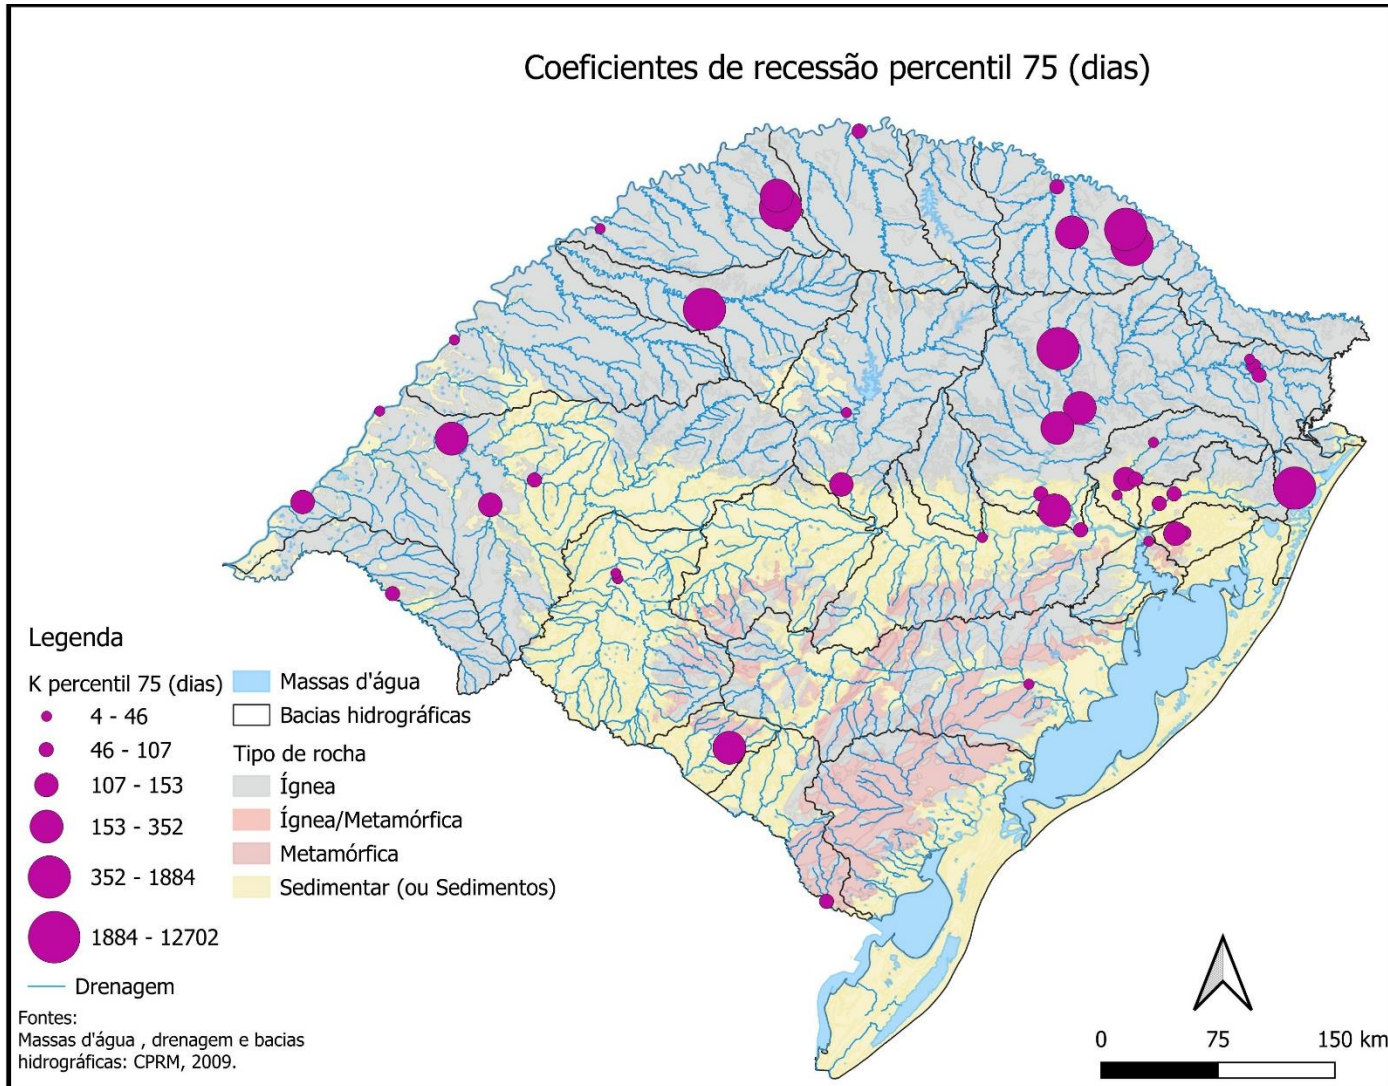 Coeficientes de recessão percentil 75 (dias)
Legenda
K percentil 75 (dias)
4 - 46
46 - 107
107 - 153
153 - 352
352 - 1884
1884 - 12702
Drenagem
Massas d'água
Bacias hidrográficas
Tipo de rocha
Ígnea
Ígnea/Metamórfica
Metamórfica
Sedimentar (ou Sedimentos)
Fontes:
Massas d'água , drenagem e bacias
hidrográficas: CPRM, 2009.
0 75 150 km